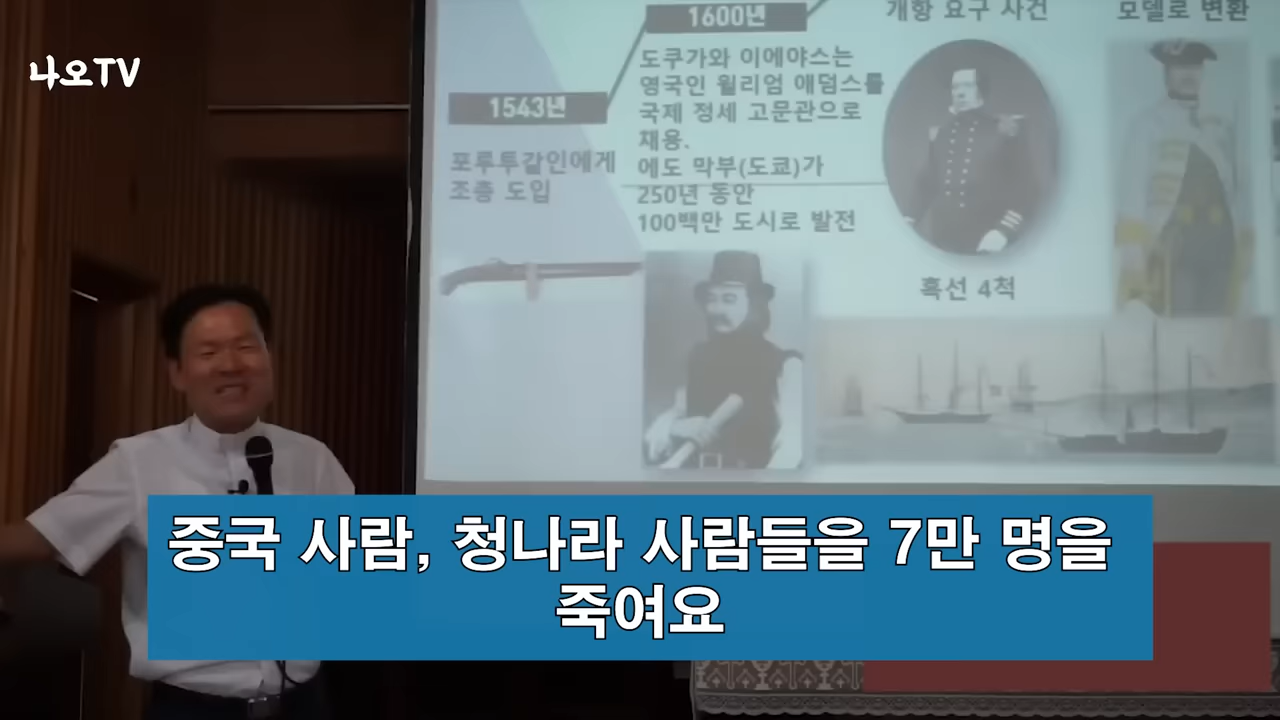 나오TV
1543년
포루투갈인에게
조총 도입
1600년
도쿠가와 이에야스는
영국인 윌리엄 애덤스를
국제 정세 고문관으로
채용.
에도 막부(도쿄)가
250년 동안
100백만 도시로 발전
개항 요구 사건
흑선 4척
모델로 변환
중국 사람, 청나라 사람들을 7만 명을
죽여요